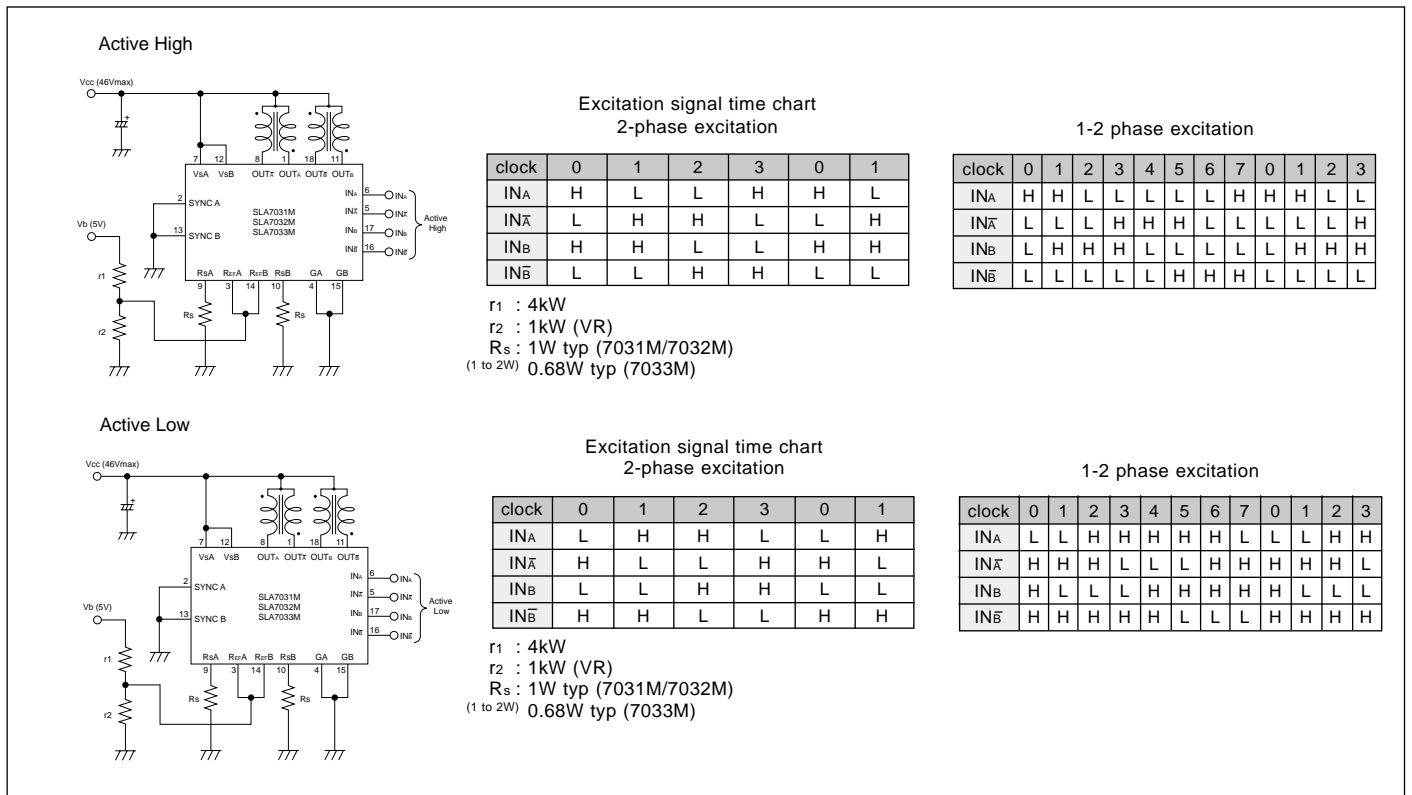 Active High
Vcc (46Vmax)
7 12 8 1 18 11
VsA VsB OUTA̅ OUTA OUTB̅ OUTB
2 SYNC A
13 SYNC B
SLA7031M
SLA7032M
SLA7033M
INA 6 INA
INA̅ 5 INA̅
INB 17 INB
INB̅ 16 INB̅
Active
High
Vb (5V)
r1
r2
RsA REFA REFB RsB GA GB
9 3 14 10 4 15
Rs Rs
Excitation signal time chart
2-phase excitation
clock 0 1 2 3 0 1
INA H L L H H L
INA̅ L H H L L H
INB H H L L H H
INB̅ L L H H L L
r1 : 4kW
r2 : 1kW (VR)
Rs : 1W typ (7031M/7032M)
(1 to 2W) 0.68W typ (7033M)
1-2 phase excitation
clock 0 1 2 3 4 5 6 7 0 1 2 3
INA H H L L L L L H H H L L
INA̅ L L L H H H L L L L L H
INB L H H H L L L L L H H H
INB̅ L L L L L H H H L L L L
Active Low
Vcc (46Vmax)
7 12 8 1 18 11
VsA VsB OUTA OUTA̅ OUTB OUTB̅
2 SYNC A
13 SYNC B
SLA7031M
SLA7032M
SLA7033M
INA 6 INA
INA̅ 5 INA̅
INB 17 INB
INB̅ 16 INB̅
Active
Low
Vb (5V)
r1
r2
RsA REFA REFB RsB GA GB
9 3 14 10 4 15
Rs Rs
Excitation signal time chart
2-phase excitation
clock 0 1 2 3 0 1
INA L H H L L H
INA̅ H L L H H L
INB L L H H L L
INB̅ H H L L H H
r1 : 4kW
r2 : 1kW (VR)
Rs : 1W typ (7031M/7032M)
(1 to 2W) 0.68W typ (7033M)
1-2 phase excitation
clock 0 1 2 3 4 5 6 7 0 1 2 3
INA L L H H H H H L L L H H
INA̅ H H H L L L H H H H H L
INB H L L L H H H H H L L L
INB̅ H H H H H L L L H H H H